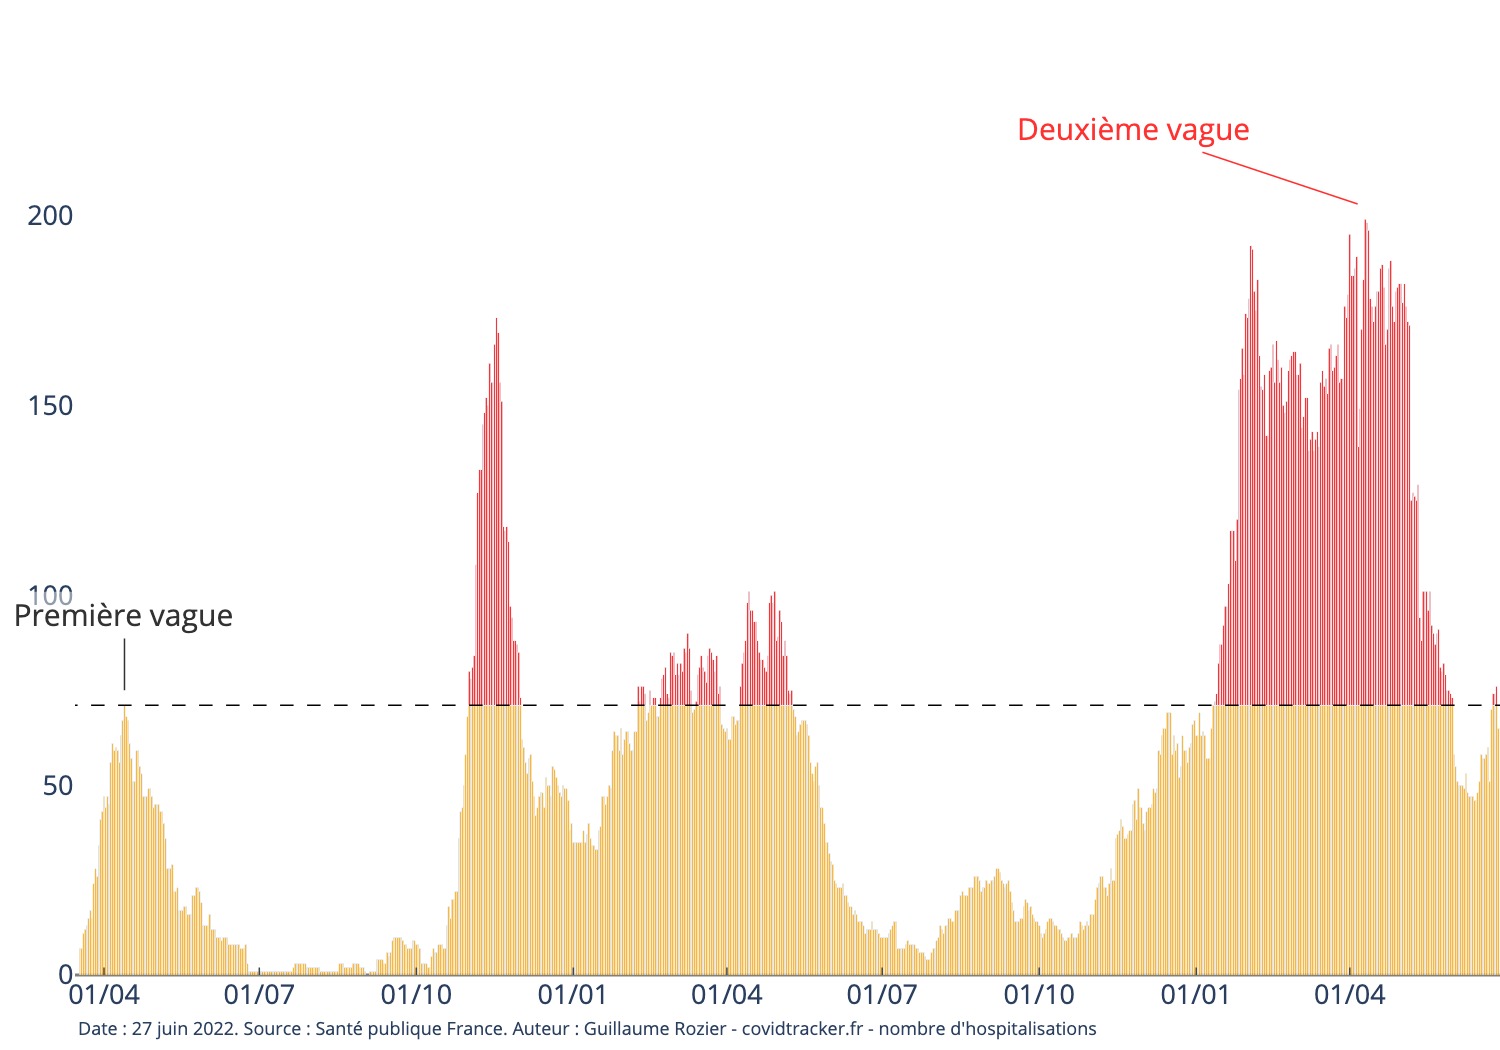 Deuxième vague
200
150
100
Première vague
50
0
01/04 01/07 01/10 01/01 01/04 01/07 01/10 01/01 01/04
Date : 27 juin 2022. Source : Santé publique France. Auteur : Guillaume Rozier - covidtracker.fr - nombre d'hospitalisations